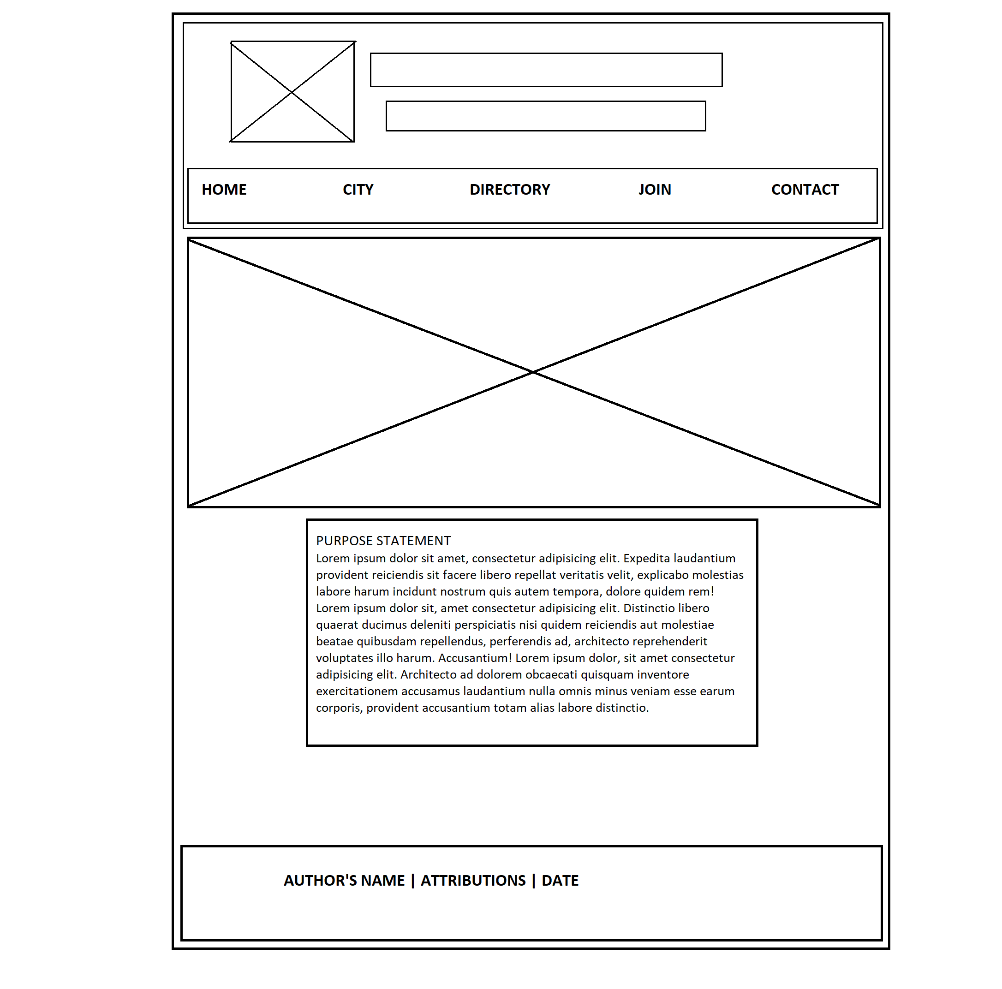 HOME CITY DIRECTORY JOIN CONTACT
PURPOSE STATEMENT
Lorem ipsum dolor sit amet, consectetur adipisicing elit. Expedita laudantium
provident reiciendis sit facere libero repellat veritatis velit, explicabo molestias
labore harum incidunt nostrum quis autem tempora, dolore quidem rem!
Lorem ipsum dolor sit, amet consectetur adipisicing elit. Distinctio libero
quaerat ducimus deleniti perspiciatis nisi quidem reiciendis aut molestiae
beatae quibusdam repellendus, perferendis ad, architecto reprehenderit
voluptates illo harum. Accusantium! Lorem ipsum dolor, sit amet consectetur
adipisicing elit. Architecto ad dolorem obcaecati quisquam inventore
exercitationem accusamus laudantium nulla omnis minus veniam esse earum
corporis, provident accusantium totam alias labore distinctio.
AUTHOR'S NAME | ATTRIBUTIONS | DATE